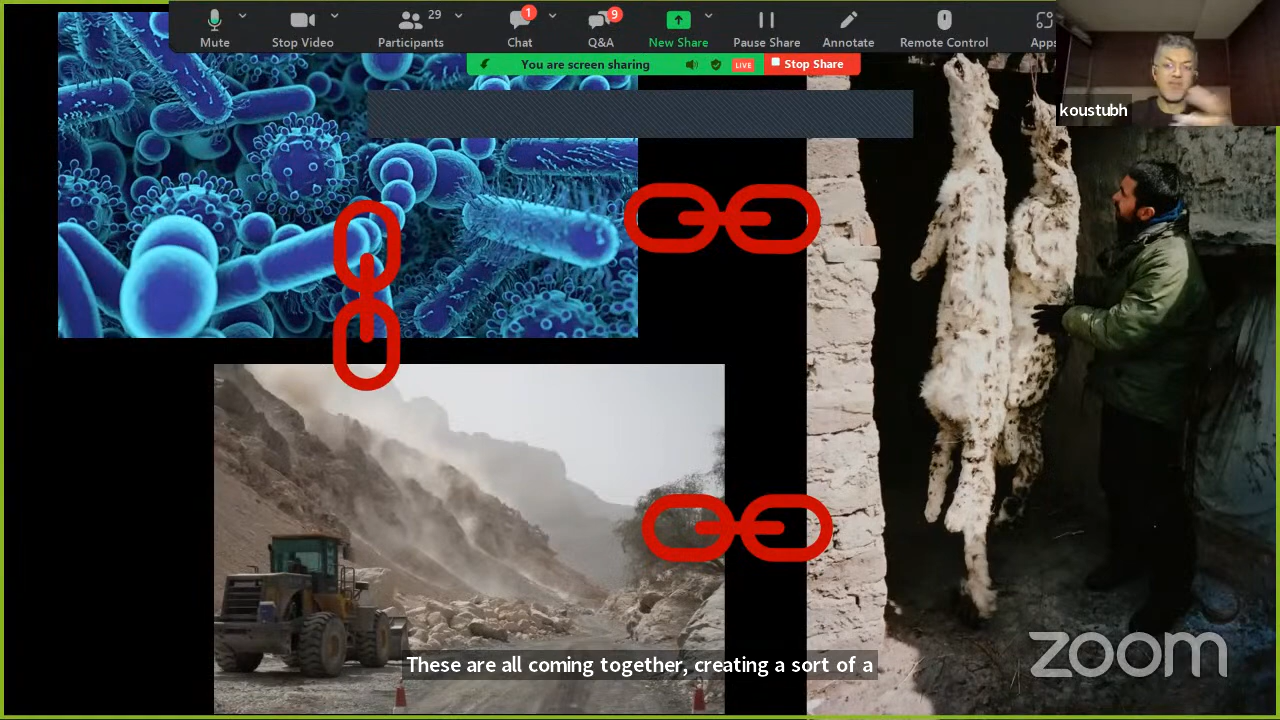 29
1
9
Mute
Stop Video
Participants
Chat
Q&A
New Share
Pause Share
Annotate
Remote Control
Apps
You are screen sharing
LIVE
Stop Share
koustubh
These are all coming together, creating a sort of a
zoom